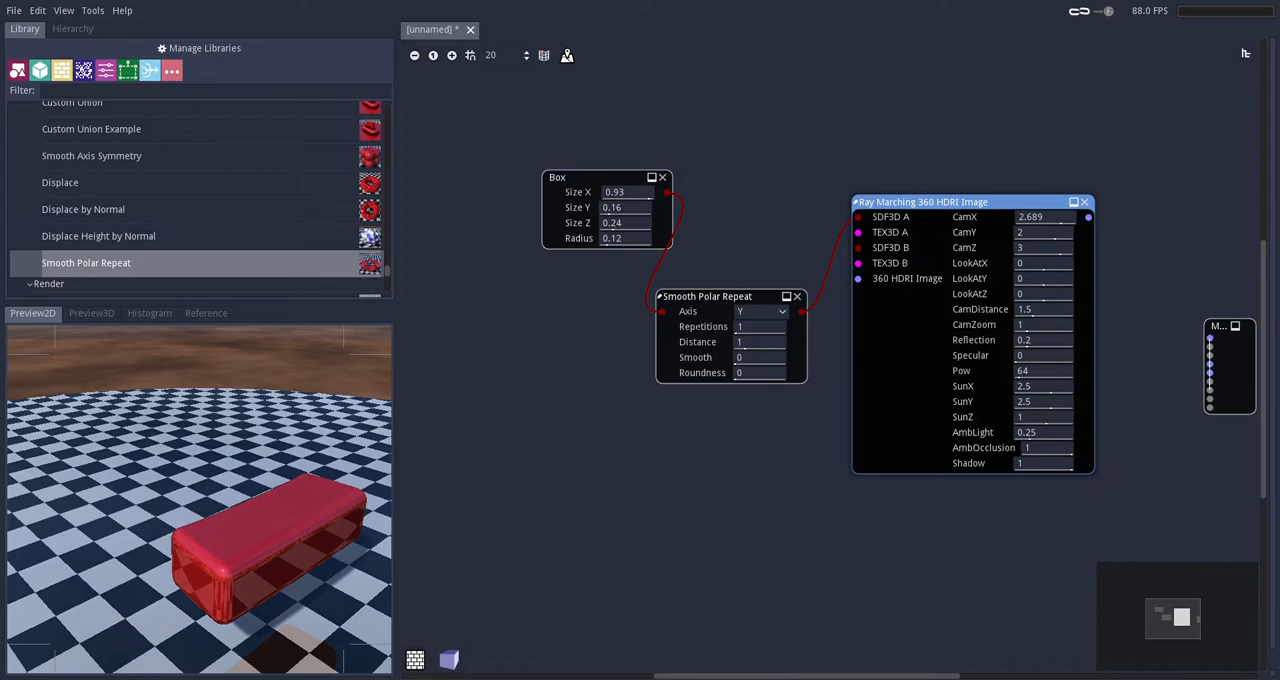 File Edit View Tools Help
88.0 FPS
Library Hierarchy
[unnamed] *
Manage Libraries
20
Filter:
Custom Union
Custom Union Example
Smooth Axis Symmetry
Displace
Displace by Normal
Displace Height by Normal
Smooth Polar Repeat
Render
Preview2D Preview3D Histogram Reference
Box
Size X 0.93
Size Y 0.16
Size Z 0.24
Radius 0.12
Smooth Polar Repeat
Axis Y
Repetitions 1
Distance 1
Smooth 0
Roundness 0
Ray Marching 360 HDRI Image
SDF3D A CamX 2.689
TEX3D A CamY 2
SDF3D B CamZ 3
TEX3D B LookAtX 0
360 HDRI Image LookAtY 0
LookAtZ 0
CamDistance 1.5
CamZoom 1
Reflection 0.2
Specular 0
Pow 64
SunX 2.5
SunY 2.5
SunZ 1
AmbLight 0.25
AmbOcclusion 1
Shadow 1
M...